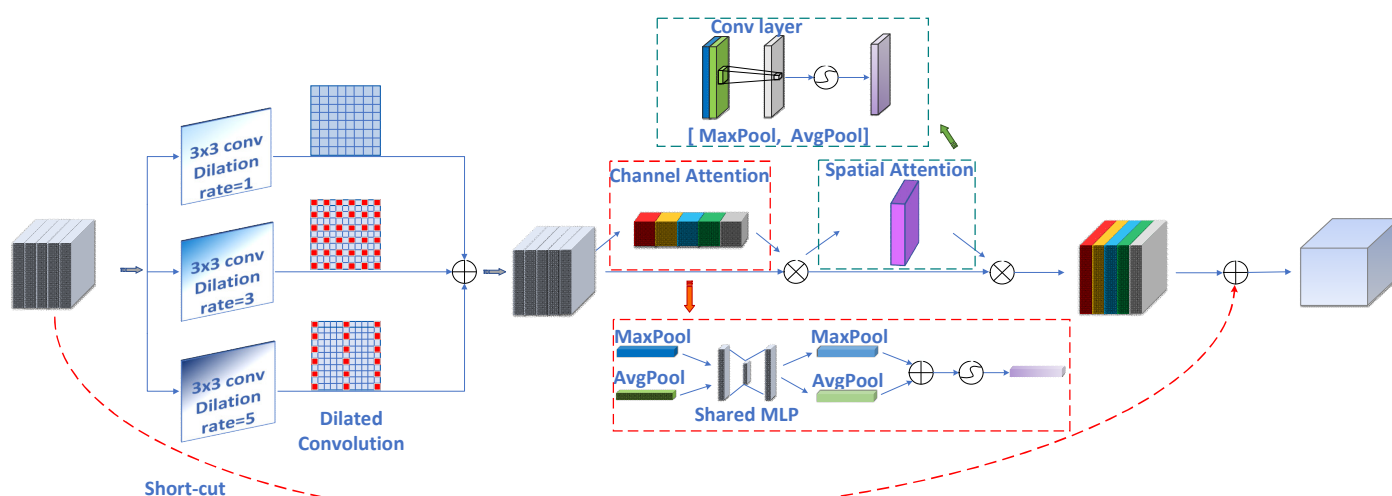 Conv layer
[ MaxPool, AvgPool]
3x3 conv
Dilation
rate=1
3x3 conv
Dilation
rate=3
3x3 conv
Dilation
rate=5
Dilated
Convolution
Channel Attention
Spatial Attention
MaxPool
AvgPool
Shared MLP
MaxPool
AvgPool
Short-cut